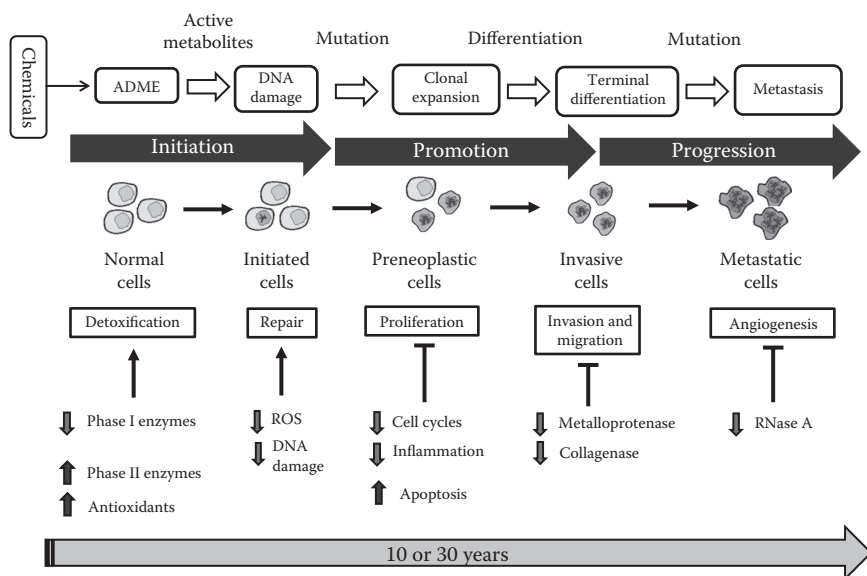 Chemicals
Active
metabolites
Mutation
Differentiation
Mutation
ADME
DNA
damage
Clonal
expansion
Terminal
differentiation
Metastasis
Initiation
Promotion
Progression
Normal
cells
Initiated
cells
Preneoplastic
cells
Invasive
cells
Metastatic
cells
Detoxification
Repair
Proliferation
Invasion and
migration
Angiogenesis
Phase I enzymes
Phase II enzymes
Antioxidants
ROS
DNA
damage
Cell cycles
Inflammation
Apoptosis
Metalloprotenase
Collagenase
RNase A
10 or 30 years